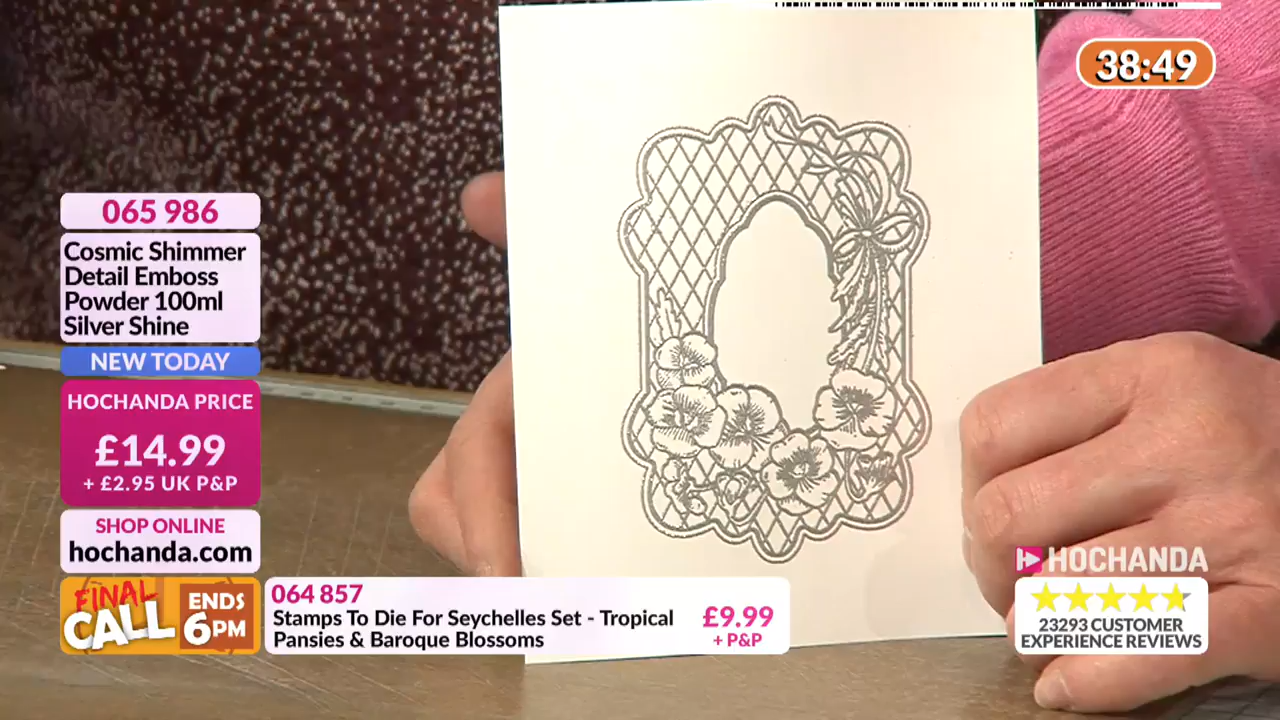 38:49
065 986
Cosmic Shimmer
Detail Emboss
Powder 100ml
Silver Shine
NEW TODAY
HOCHANDA PRICE
£14.99
+ £2.95 UK P&P
SHOP ONLINE
hochanda.com
FINAL
CALL
ENDS
6PM
064 857
Stamps To Die For Seychelles Set - Tropical
Pansies & Baroque Blossoms
£9.99
+ P&P
HOCHANDA
23293 CUSTOMER
EXPERIENCE REVIEWS